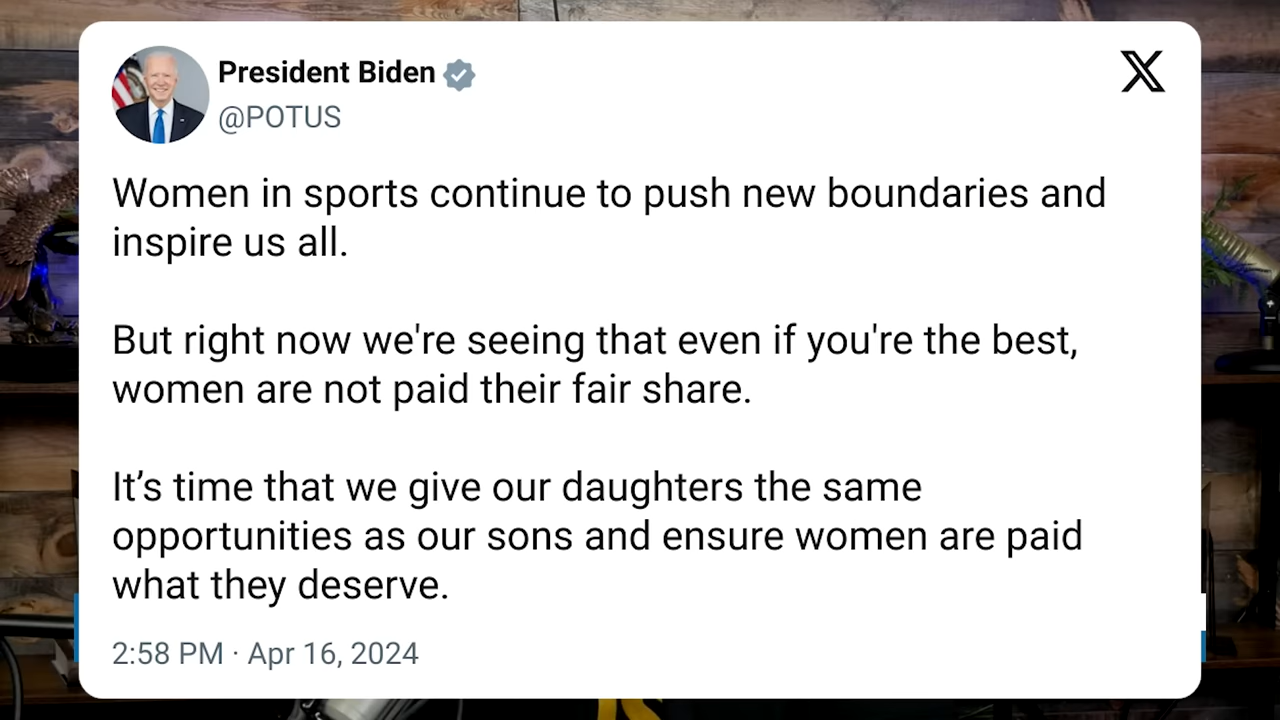 President Biden
@POTUS
Women in sports continue to push new boundaries and
inspire us all.
But right now we're seeing that even if you're the best,
women are not paid their fair share.
It’s time that we give our daughters the same
opportunities as our sons and ensure women are paid
what they deserve.
2:58 PM · Apr 16, 2024